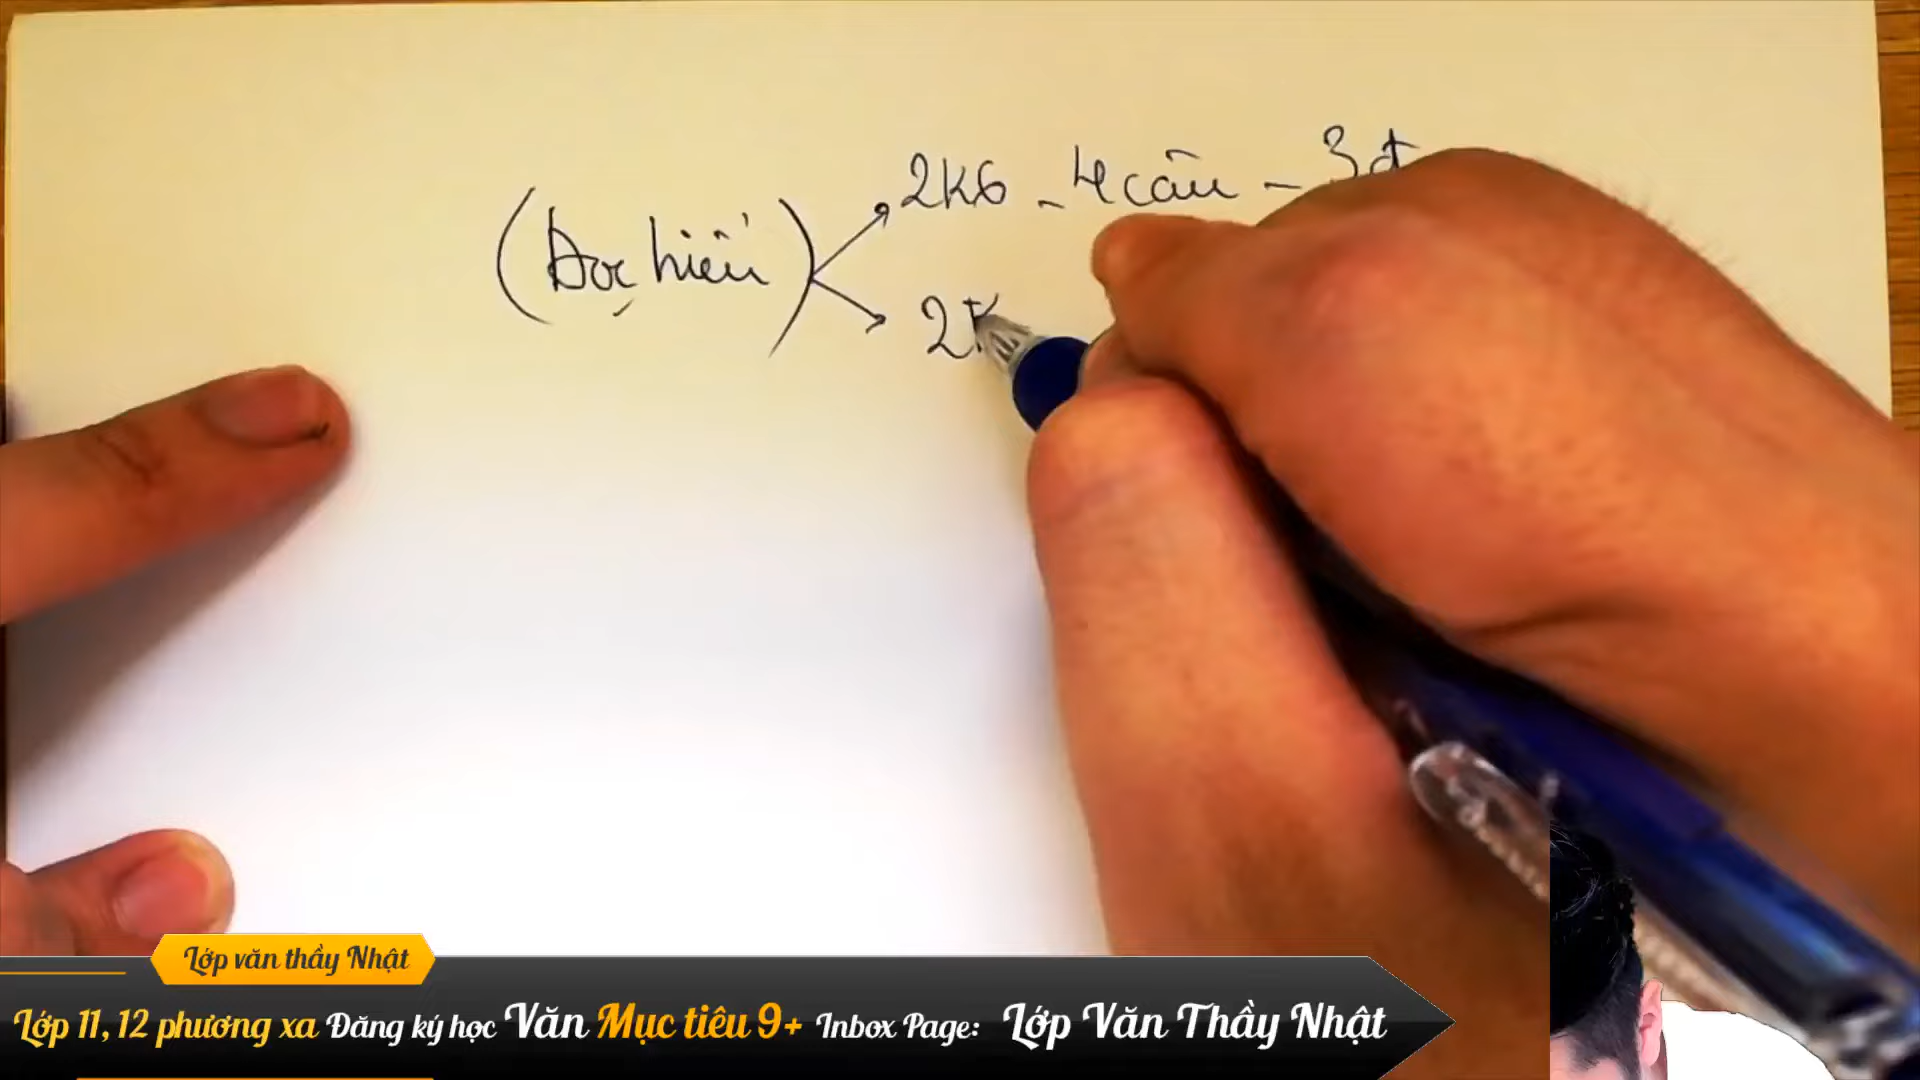 2K6 - 4 câu - 3đ
(Đọc hiểu)
2K
Lớp văn thầy Nhật
Lớp 11, 12 phương xa Đăng ký học Văn Mục tiêu 9+ Inbox Page: Lớp Văn Thầy Nhật